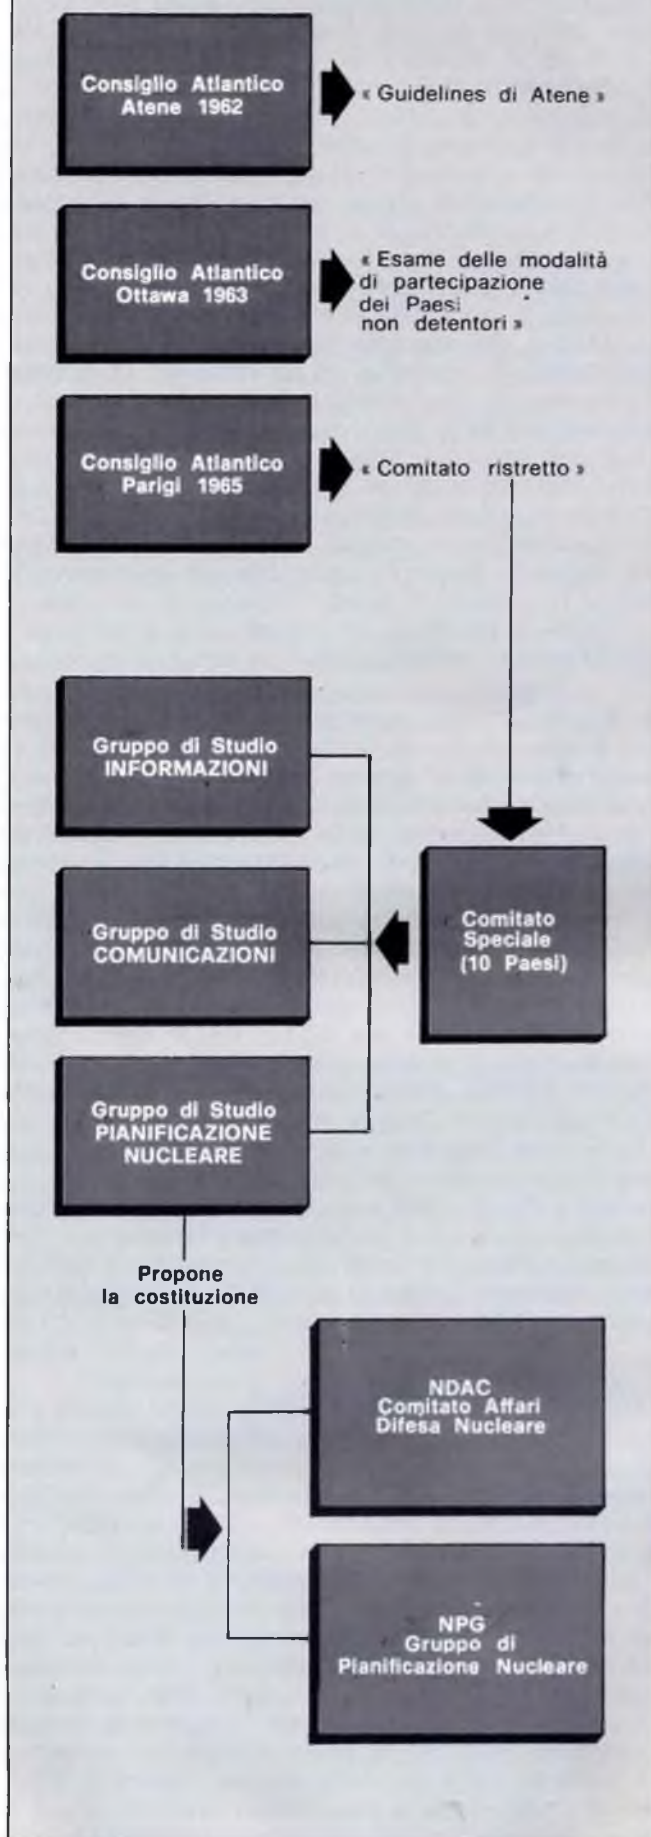 Consiglio Atlantico
Atene 1962
« Guidelines di Atene »
Consiglio Atlantico
Ottawa 1963
« Esame delle modalità
di partecipazione
dei Paesi
non detentori »
Consiglio Atlantico
Parigi 1965
« Comitato ristretto »
Gruppo di Studio
INFORMAZIONI
Gruppo di Studio
COMUNICAZIONI
Comitato
Speciale
(10 Paesi)
Gruppo di Studio
PIANIFICAZIONE
NUCLEARE
Propone
la costituzione
NDAC
Comitato Affari
Difesa Nucleare
NPG
Gruppo di
Pianificazione Nucleare